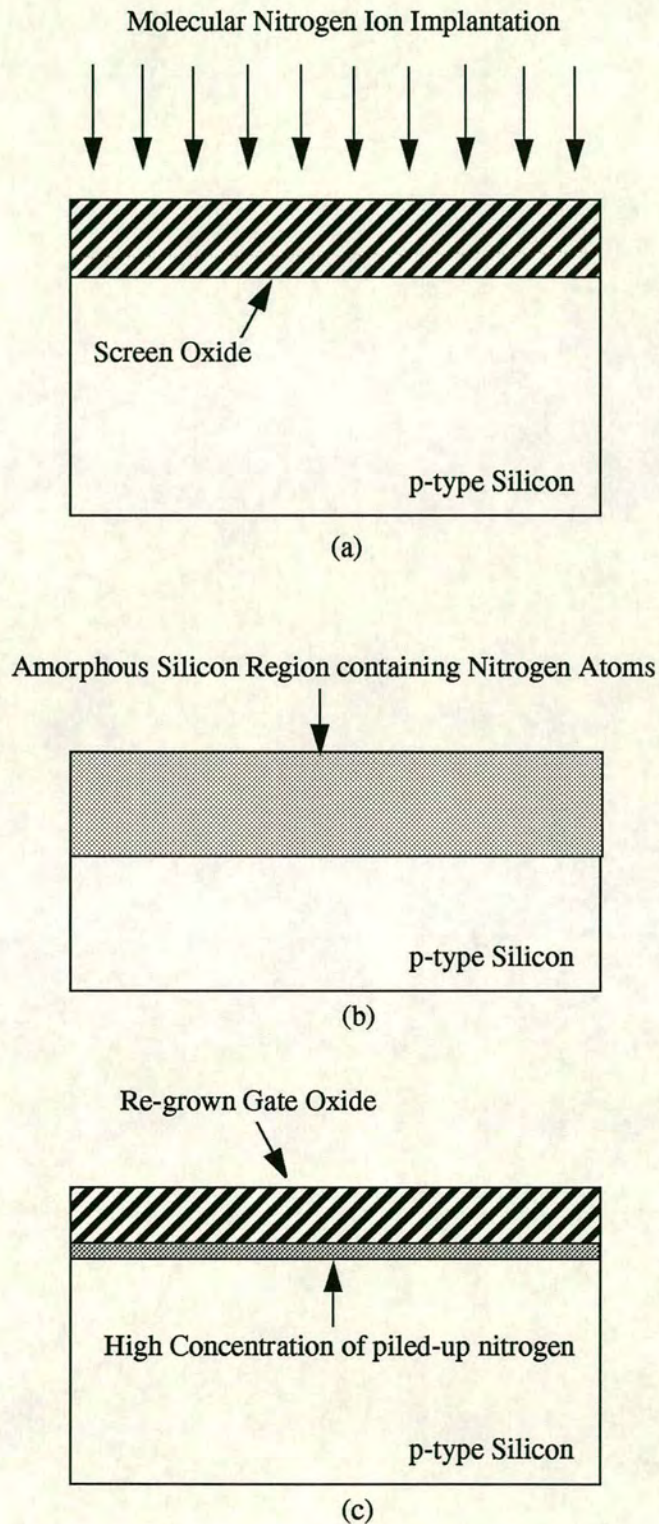 Molecular Nitrogen Ion Implantation
Screen Oxide
p-type Silicon
(a)
Amorphous Silicon Region containing Nitrogen Atoms
p-type Silicon
(b)
Re-grown Gate Oxide
High Concentration of piled-up nitrogen
p-type Silicon
(c)